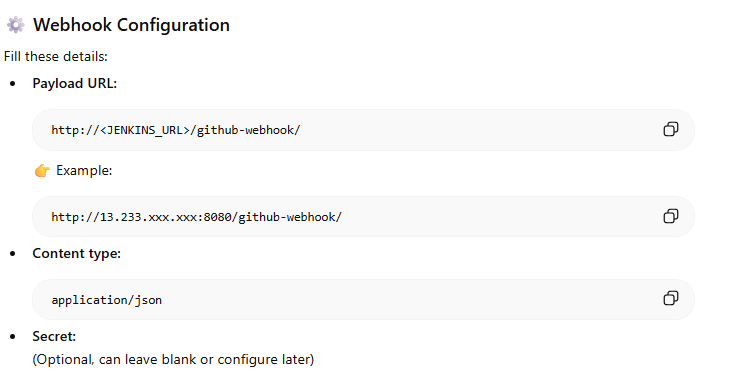 ⚙️ Webhook Configuration
Fill these details:
• Payload URL:
http://<JENKINS_URL>/github-webhook/
👉 Example:
http://13.233.xxx.xxx:8080/github-webhook/
• Content type:
application/json
• Secret:
(Optional, can leave blank or configure later)